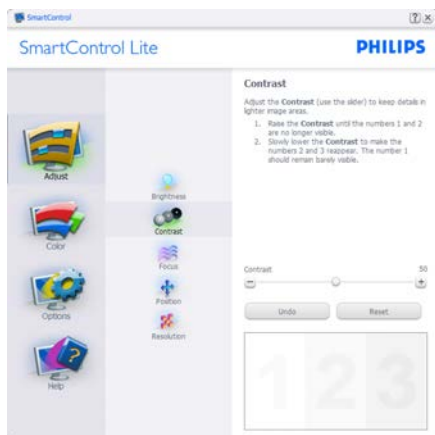 SmartControl
SmartControl Lite
PHILIPS
Adjust
Color
Options
Help
Brightness
Contrast
Focus
Position
Resolution
Contrast
Adjust the Contrast (use the slider) to keep details in
lighter image areas.
1. Raise the Contrast until the numbers 1 and 2
are no longer visible.
2. Slowly lower the Contrast to make the
numbers 2 and 3 reappear. The number 1
should remain barely visible.
Contrast 50
Undo Reset
1 2 3